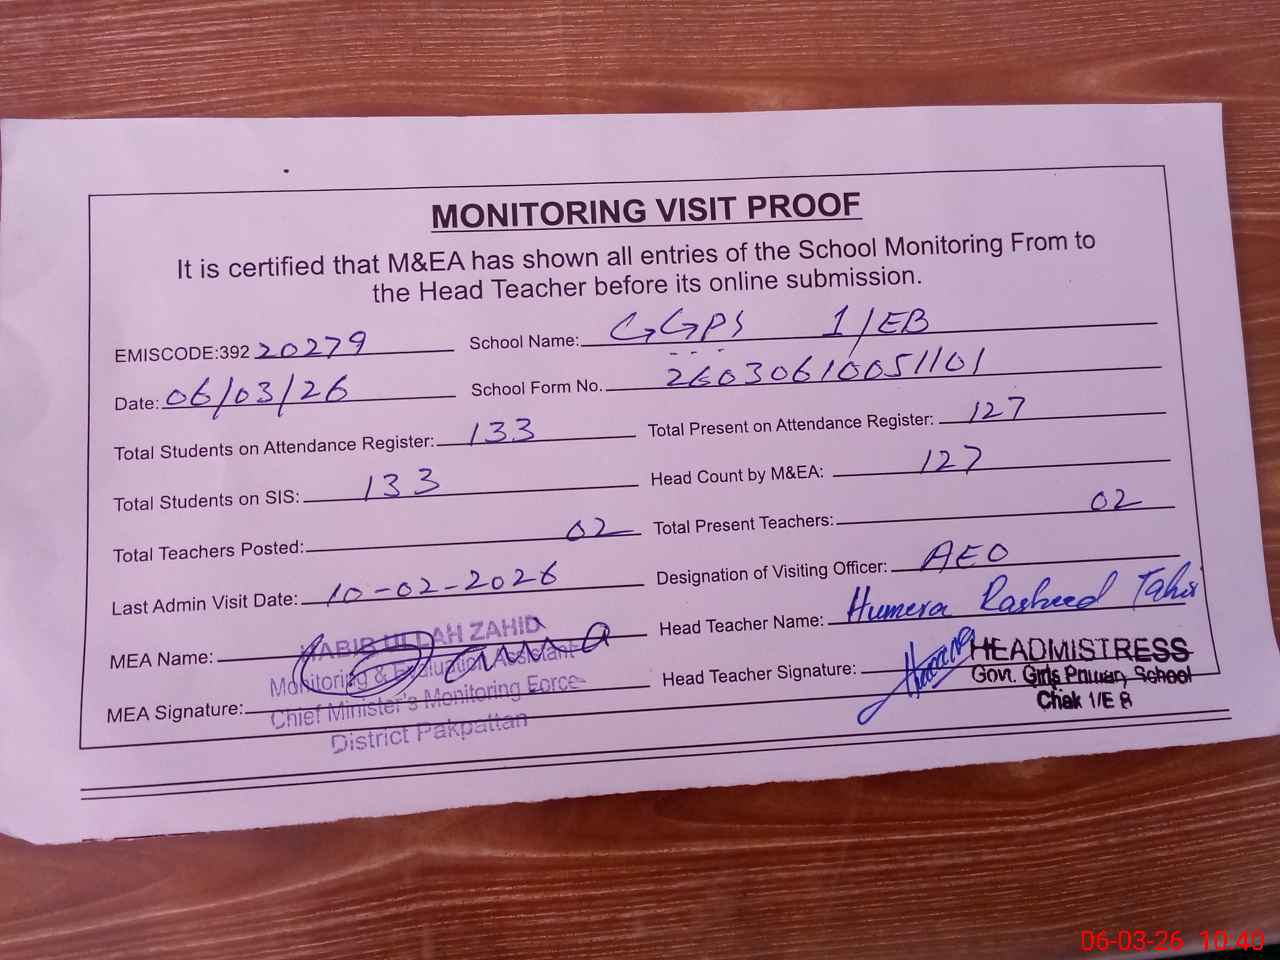 MONITORING VISIT PROOF
It is certified that M&EA has shown all entries of the School Monitoring From to
the Head Teacher before its online submission.
EMISCODE:392 20279 School Name: GGPS 1/EB
Date: 06/03/26 School Form No. 26030610051101
Total Students on Attendance Register: 133 Total Present on Attendance Register: 127
Total Students on SIS: 133 Head Count by M&EA: 127
Total Teachers Posted: 02 Total Present Teachers: 02
Last Admin Visit Date: 10-02-2026 Designation of Visiting Officer: AEO
MEA Name: Head Teacher Name: Humera Rasheed Tahir
HABIB ULLAH ZAHID
Monitoring & Evaluation Assistant
Chief Minister's Monitoring Force
District Pakpattan
MEA Signature: Head Teacher Signature:
HEADMISTRESS
Govt. Girls Primary School
Chak 1/E B
06-03-26 10:40